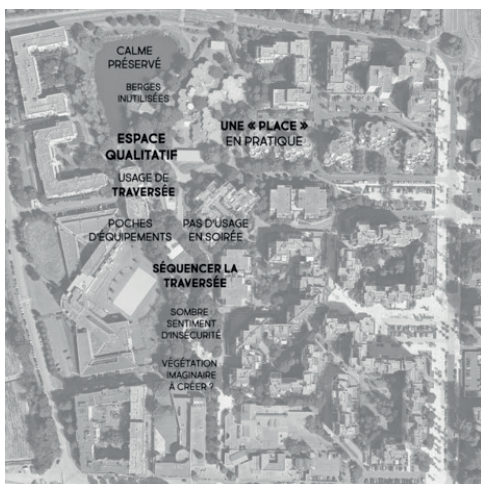 CALME
PRÉSERVÉ
BERGES
INUTILISÉES
UNE « PLACE »
EN PRATIQUE
ESPACE
QUALITATIF
USAGE DE
TRAVERSÉE
POCHES
D'ÉQUIPEMENTS
PAS D'USAGE
EN SOIRÉE
SÉQUENCER LA
TRAVERSÉE
SOMBRE
SENTIMENT
D'INSÉCURITÉ
VÉGÉTATION
IMAGINAIRE
À CRÉER ?